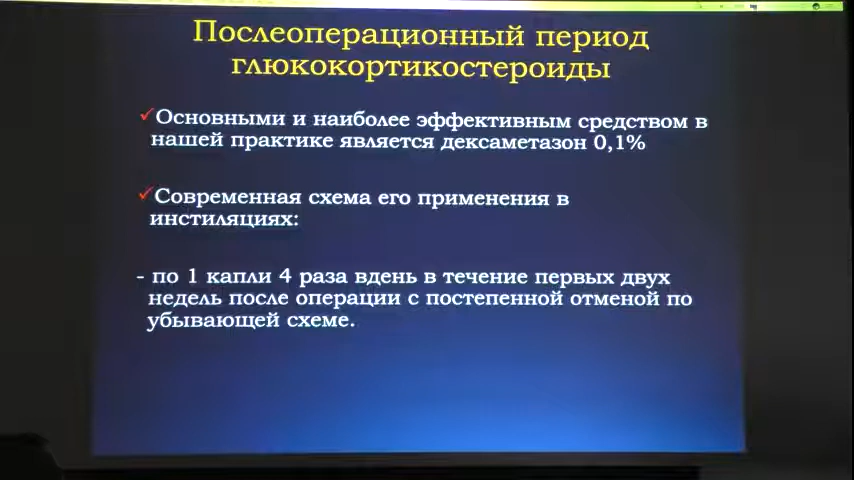 Послеоперационный период
глюкокортикостероиды
Основными и наиболее эффективным средством в
нашей практике является дексаметазон 0,1%
Современная схема его применения в
инстиляциях:
- по 1 капли 4 раза вдень в течение первых двух
недель после операции с постепенной отменой по
убывающей схеме.